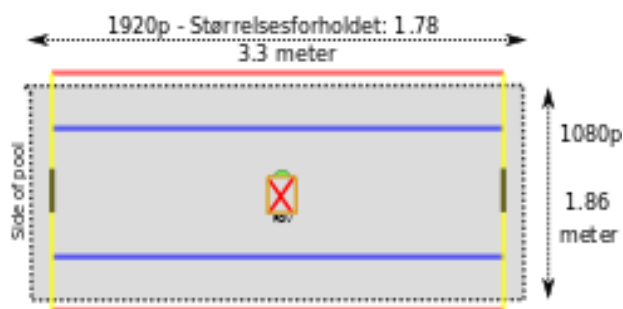 1920p - Størrelsesforholdet: 1.78
3.3 meter
Side of pool
1080p
1.86
meter
ROV